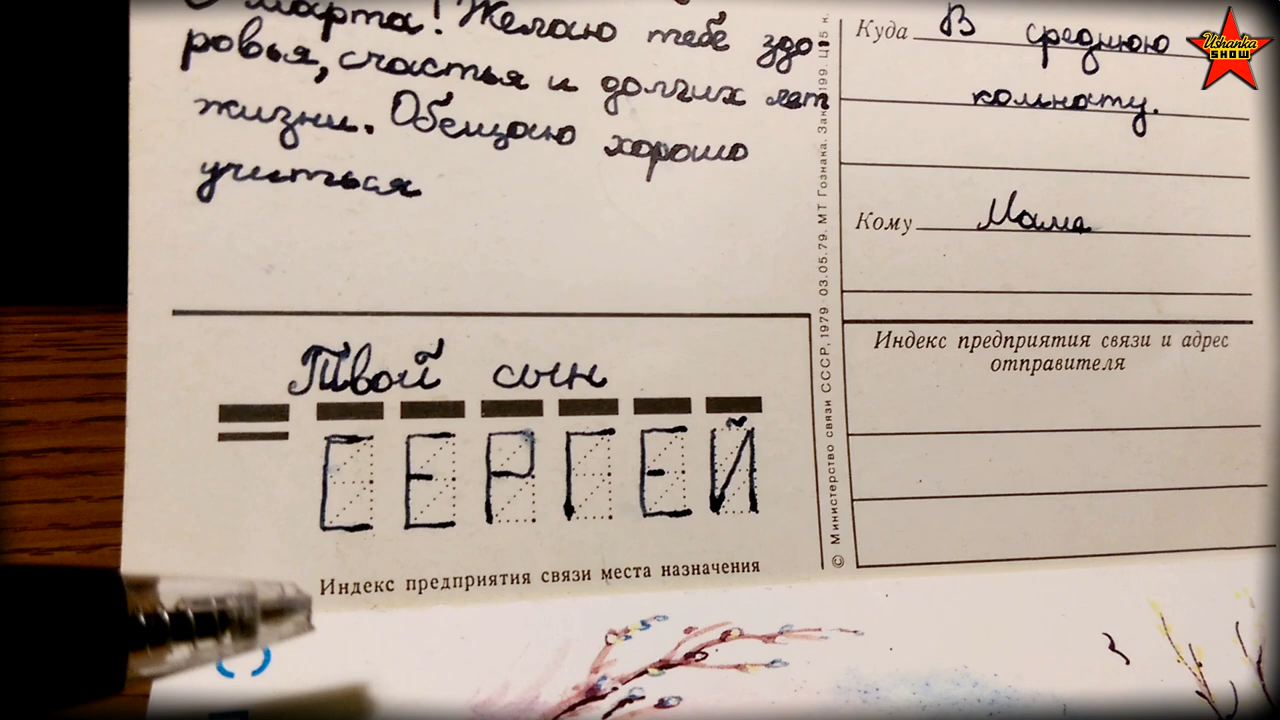 марта! Желаю тебе здо
ровья, счастья и долгих лет
жизни. Обещаю хорошо
учиться
Твой сын
СЕРГЕЙ
Индекс предприятия связи места назначения
© Министерство связи СССР, 1979 03.05.79. МТ Гознака. Зак. 199. Ц. 5 к.
Куда В среднюю
комнату.
Кому Мама
Индекс предприятия связи и адрес
отправителя
Ushanka
SHOW